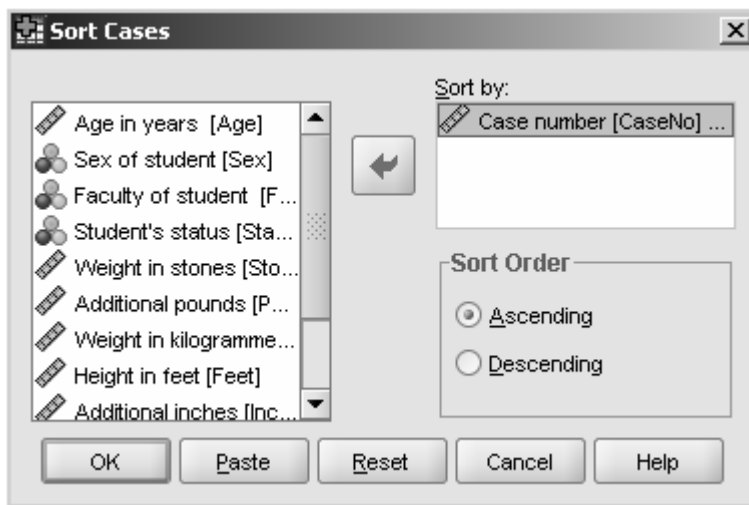 Sort Cases
Age in years [Age]
Sex of student [Sex]
Faculty of student [F...
Student's status [Sta...
Weight in stones [Sto...
Additional pounds [P...
Weight in kilogramme...
Height in feet [Feet]
Additional inches [Inc...
Sort by:
Case number [CaseNo] ...
Sort Order
Ascending
Descending
OK
Paste
Reset
Cancel
Help